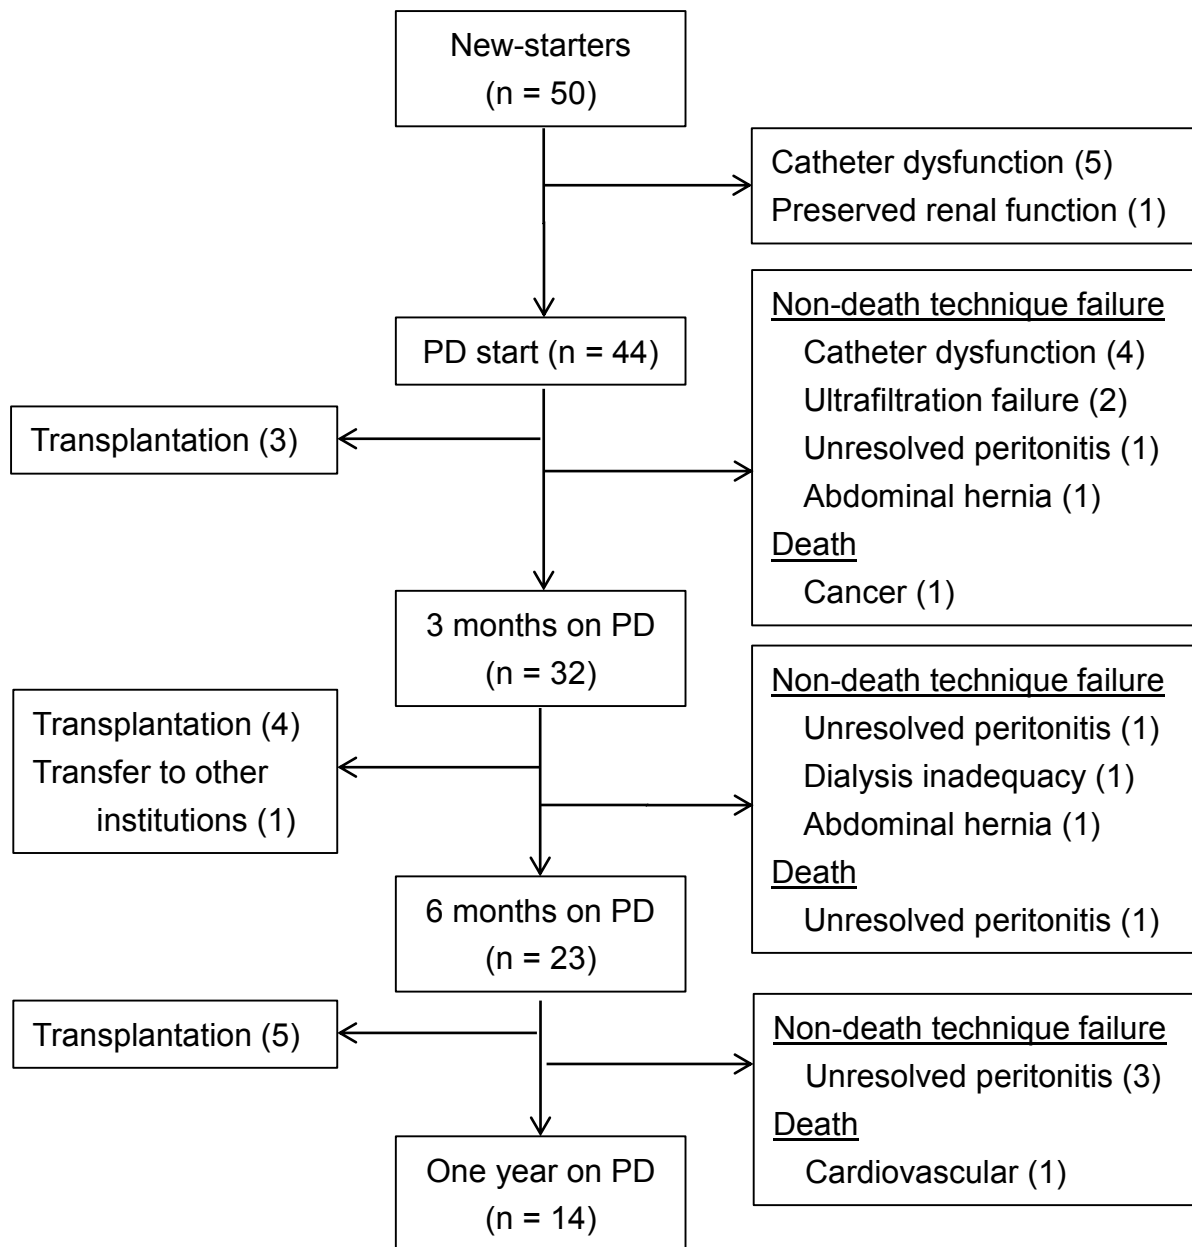 New-starters
(n = 50)
Catheter dysfunction (5)
Preserved renal function (1)
PD start (n = 44)
Transplantation (3)
Non-death technique failure
Catheter dysfunction (4)
Ultrafiltration failure (2)
Unresolved peritonitis (1)
Abdominal hernia (1)
Death
Cancer (1)
3 months on PD
(n = 32)
Transplantation (4)
Transfer to other
institutions (1)
Non-death technique failure
Unresolved peritonitis (1)
Dialysis inadequacy (1)
Abdominal hernia (1)
Death
Unresolved peritonitis (1)
6 months on PD
(n = 23)
Transplantation (5)
Non-death technique failure
Unresolved peritonitis (3)
Death
Cardiovascular (1)
One year on PD
(n = 14)